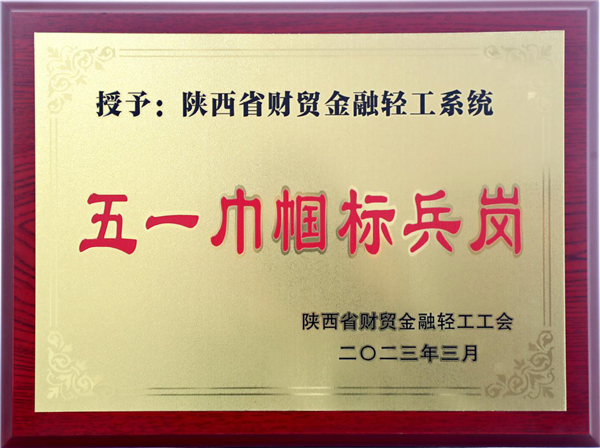 授予：陕西省财贸金融轻工系统
五一巾帼标兵岗
陕西省财贸金融轻工工会
二〇二三年三月